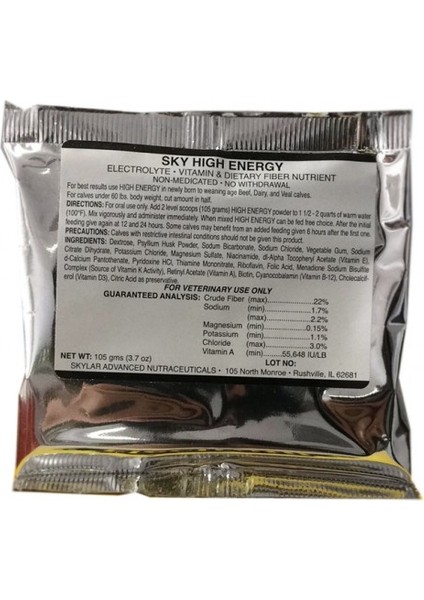 SKY HIGH ENERGY
ELECTROLYTE • VITAMIN & DIETARY FIBER NUTRIENT
NON-MEDICATED • NO WITHDRAWAL
For best results use HIGH ENERGY in newly born to weaning age Beef, Dairy, and Veal calves.
For calves under 60 lbs. body weight, cut amount in half.
DIRECTIONS: For oral use only. Add 2 level scoops (105 grams) HIGH ENERGY powder to 1 1/2 - 2 quarts of warm water
(100°F). Mix vigorously and administer immediately. When mixed HIGH ENERGY can be fed free choice. After the initial
feeding give again at 12 and 24 hours. Some calves may benefit from an added feeding given 6 hours after the first one.
PRECAUTIONS: Calves with restrictive intestinal conditions should not be given this product.
INGREDIENTS: Dextrose, Psyllium Husk Powder, Sodium Bicarbonate, Sodium Chloride, Vegetable Gum, Sodium
Citrate Dihydrate, Potassium Chloride, Magnesium Sulfate, Niacinamide, dl-Alpha Tocopheryl Acetate (Vitamin E),
d-Calcium Pantothenate, Pyridoxine HCl, Thiamine Mononitrate, Riboflavin, Folic Acid, Menadione Sodium Bisulfite
Complex (Source of Vitamin K Activity), Retinyl Acetate (Vitamin A), Biotin, Cyanocobalamin (Vitamin B-12), Cholecalcif-
erol (Vitamin D3), Citric Acid as preservative.
FOR VETERINARY USE ONLY
GUARANTEED ANALYSIS: Crude Fiber (max)..........22%
Sodium (min)..........1.7%
(max)..........2.2%
Magnesium (min)..........0.15%
Potassium (min)..........1.1%
Chloride (max)..........3.0%
Vitamin A (min)..........55,648 IU/LB
NET WT: 105 gms (3.7 oz) LOT NO:
SKYLAR ADVANCED NUTRACEUTICALS • 105 North Monroe • Rushville, IL 62681